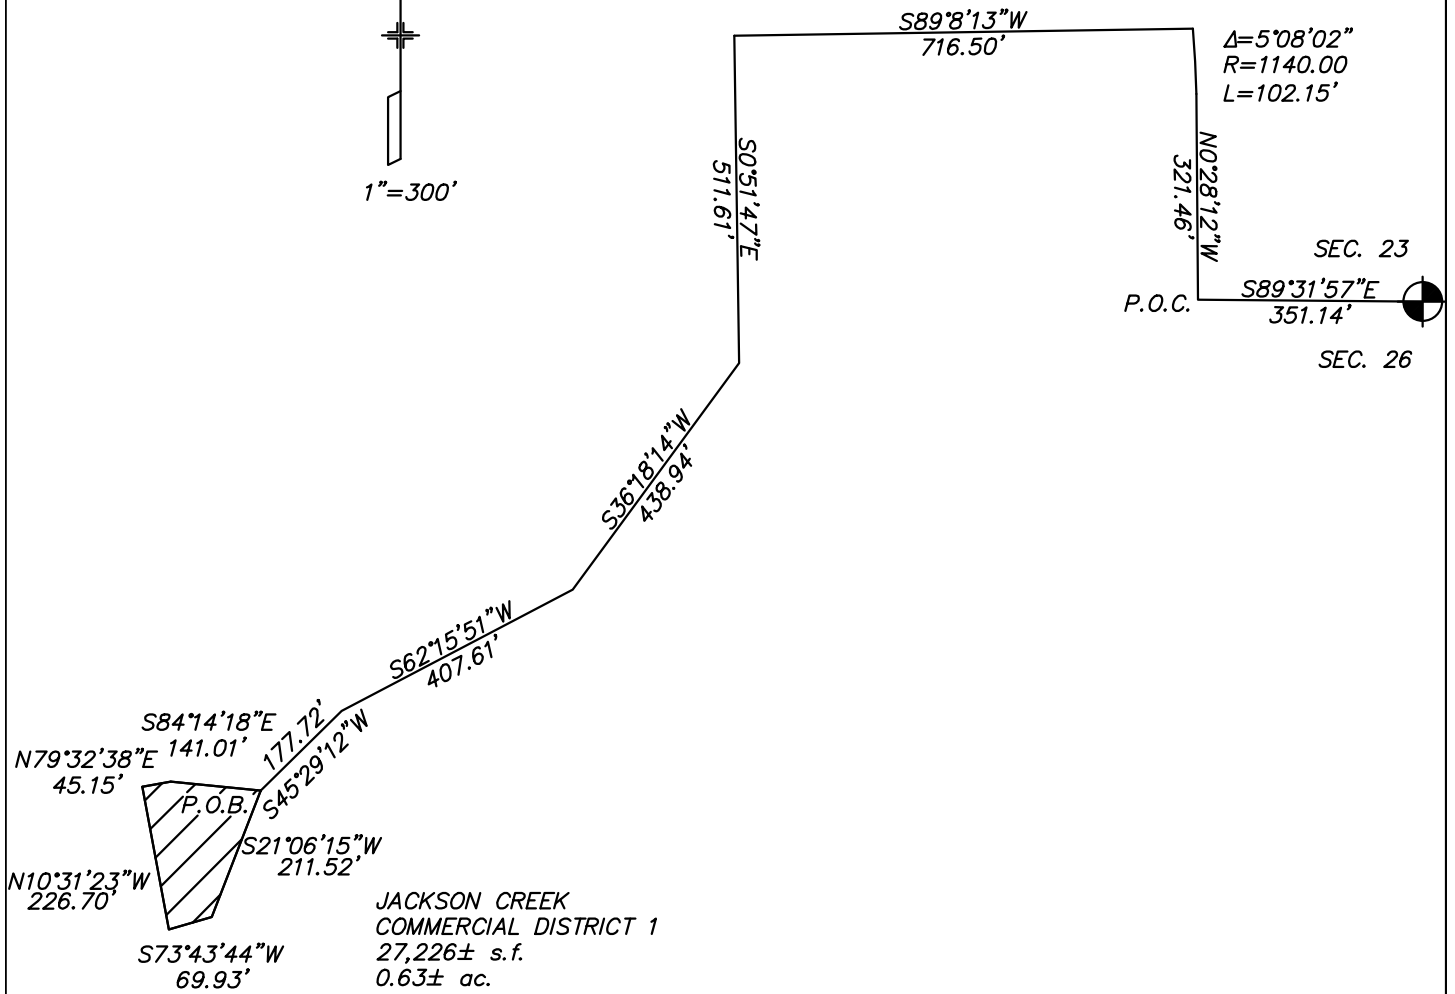 S89°8'13"W
716.50'
Δ=5°08'02"
R=1140.00
L=102.15'
1"=300'
S0°51'47"E
511.61'
N0°28'12"W
321.46'
SEC. 23
P.O.C.
S89°31'57"E
351.14'
SEC. 26
S36°18'14"W
438.94'
S62°15'51"W
407.61'
177.72'
S45°29'12"W
S84°14'18"E
141.01'
N79°32'38"E
45.15'
P.O.B.
S21°06'15"W
211.52'
N10°31'23"W
226.70'
S73°43'44"W
69.93'
JACKSON CREEK
COMMERCIAL DISTRICT 1
27,226± s.f.
0.63± ac.